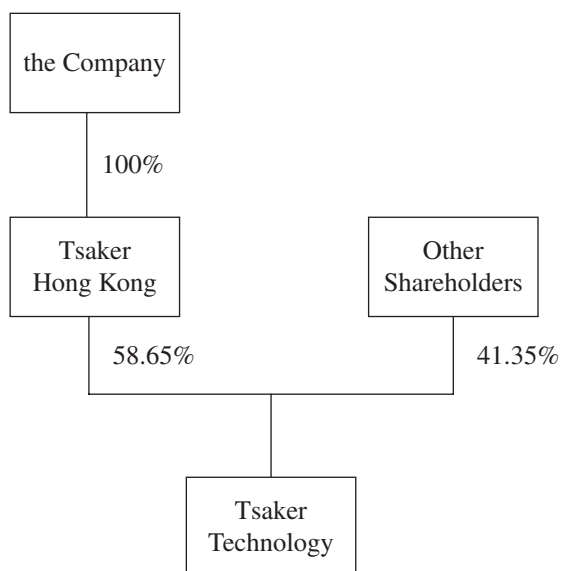 the Company
100%
Tsaker
Hong Kong
Other
Shareholders
58.65%
41.35%
Tsaker
Technology